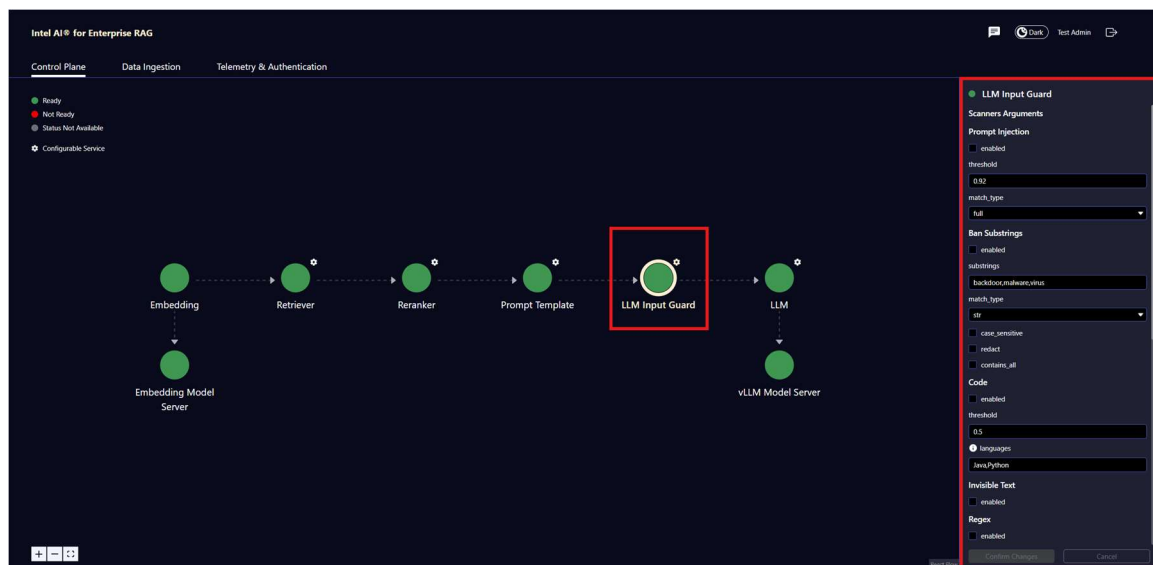 Intel AI® for Enterprise RAG
Dark
Test Admin
Control Plane
Data Ingestion
Telemetry & Authentication
Ready
Not Ready
Status Not Available
Configurable Service
Embedding
Retriever
Reranker
Prompt Template
LLM Input Guard
LLM
Embedding Model
Server
vLLM Model Server
LLM Input Guard
Scanners Arguments
Prompt Injection
enabled
threshold
0.92
match_type
full
Ban Substrings
enabled
substrings
backdoor,malware,virus
match_type
str
case_sensitive
redact
contains_all
Code
enabled
threshold
0.5
languages
Java,Python
Invisible Text
enabled
Regex
enabled
Confirm Changes
Cancel